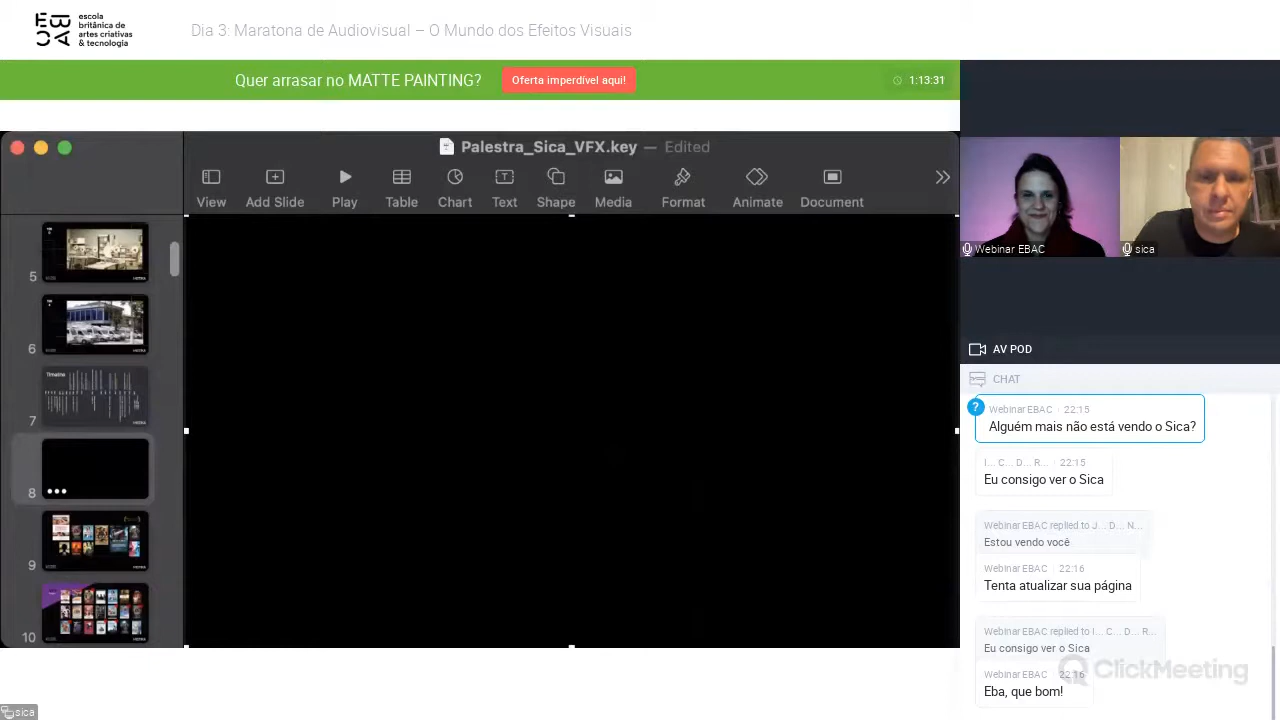 escola
britânica de
artes criativas
& tecnologia
EBAC
Dia 3: Maratona de Audiovisual – O Mundo dos Efeitos Visuais
Quer arrasar no MATTE PAINTING?
Oferta imperdível aqui!
1:13:31
Palestra_Sica_VFX.key — Edited
View
Add Slide
Play
Table
Chart
Text
Shape
Media
Format
Animate
Document
5
6
Timeline
7
8
9
10
Webinar EBAC
sica
AV POD
CHAT
?
Webinar EBAC · 22:15
Alguém mais não está vendo o Sica?
I... C... D... R... · 22:15
Eu consigo ver o Sica
Webinar EBAC replied to J... D... N...
Estou vendo você
Webinar EBAC · 22:16
Tenta atualizar sua página
Webinar EBAC replied to I... C... D... R...
Eu consigo ver o Sica
Webinar EBAC · 22:16
Eba, que bom!
ClickMeeting
sica